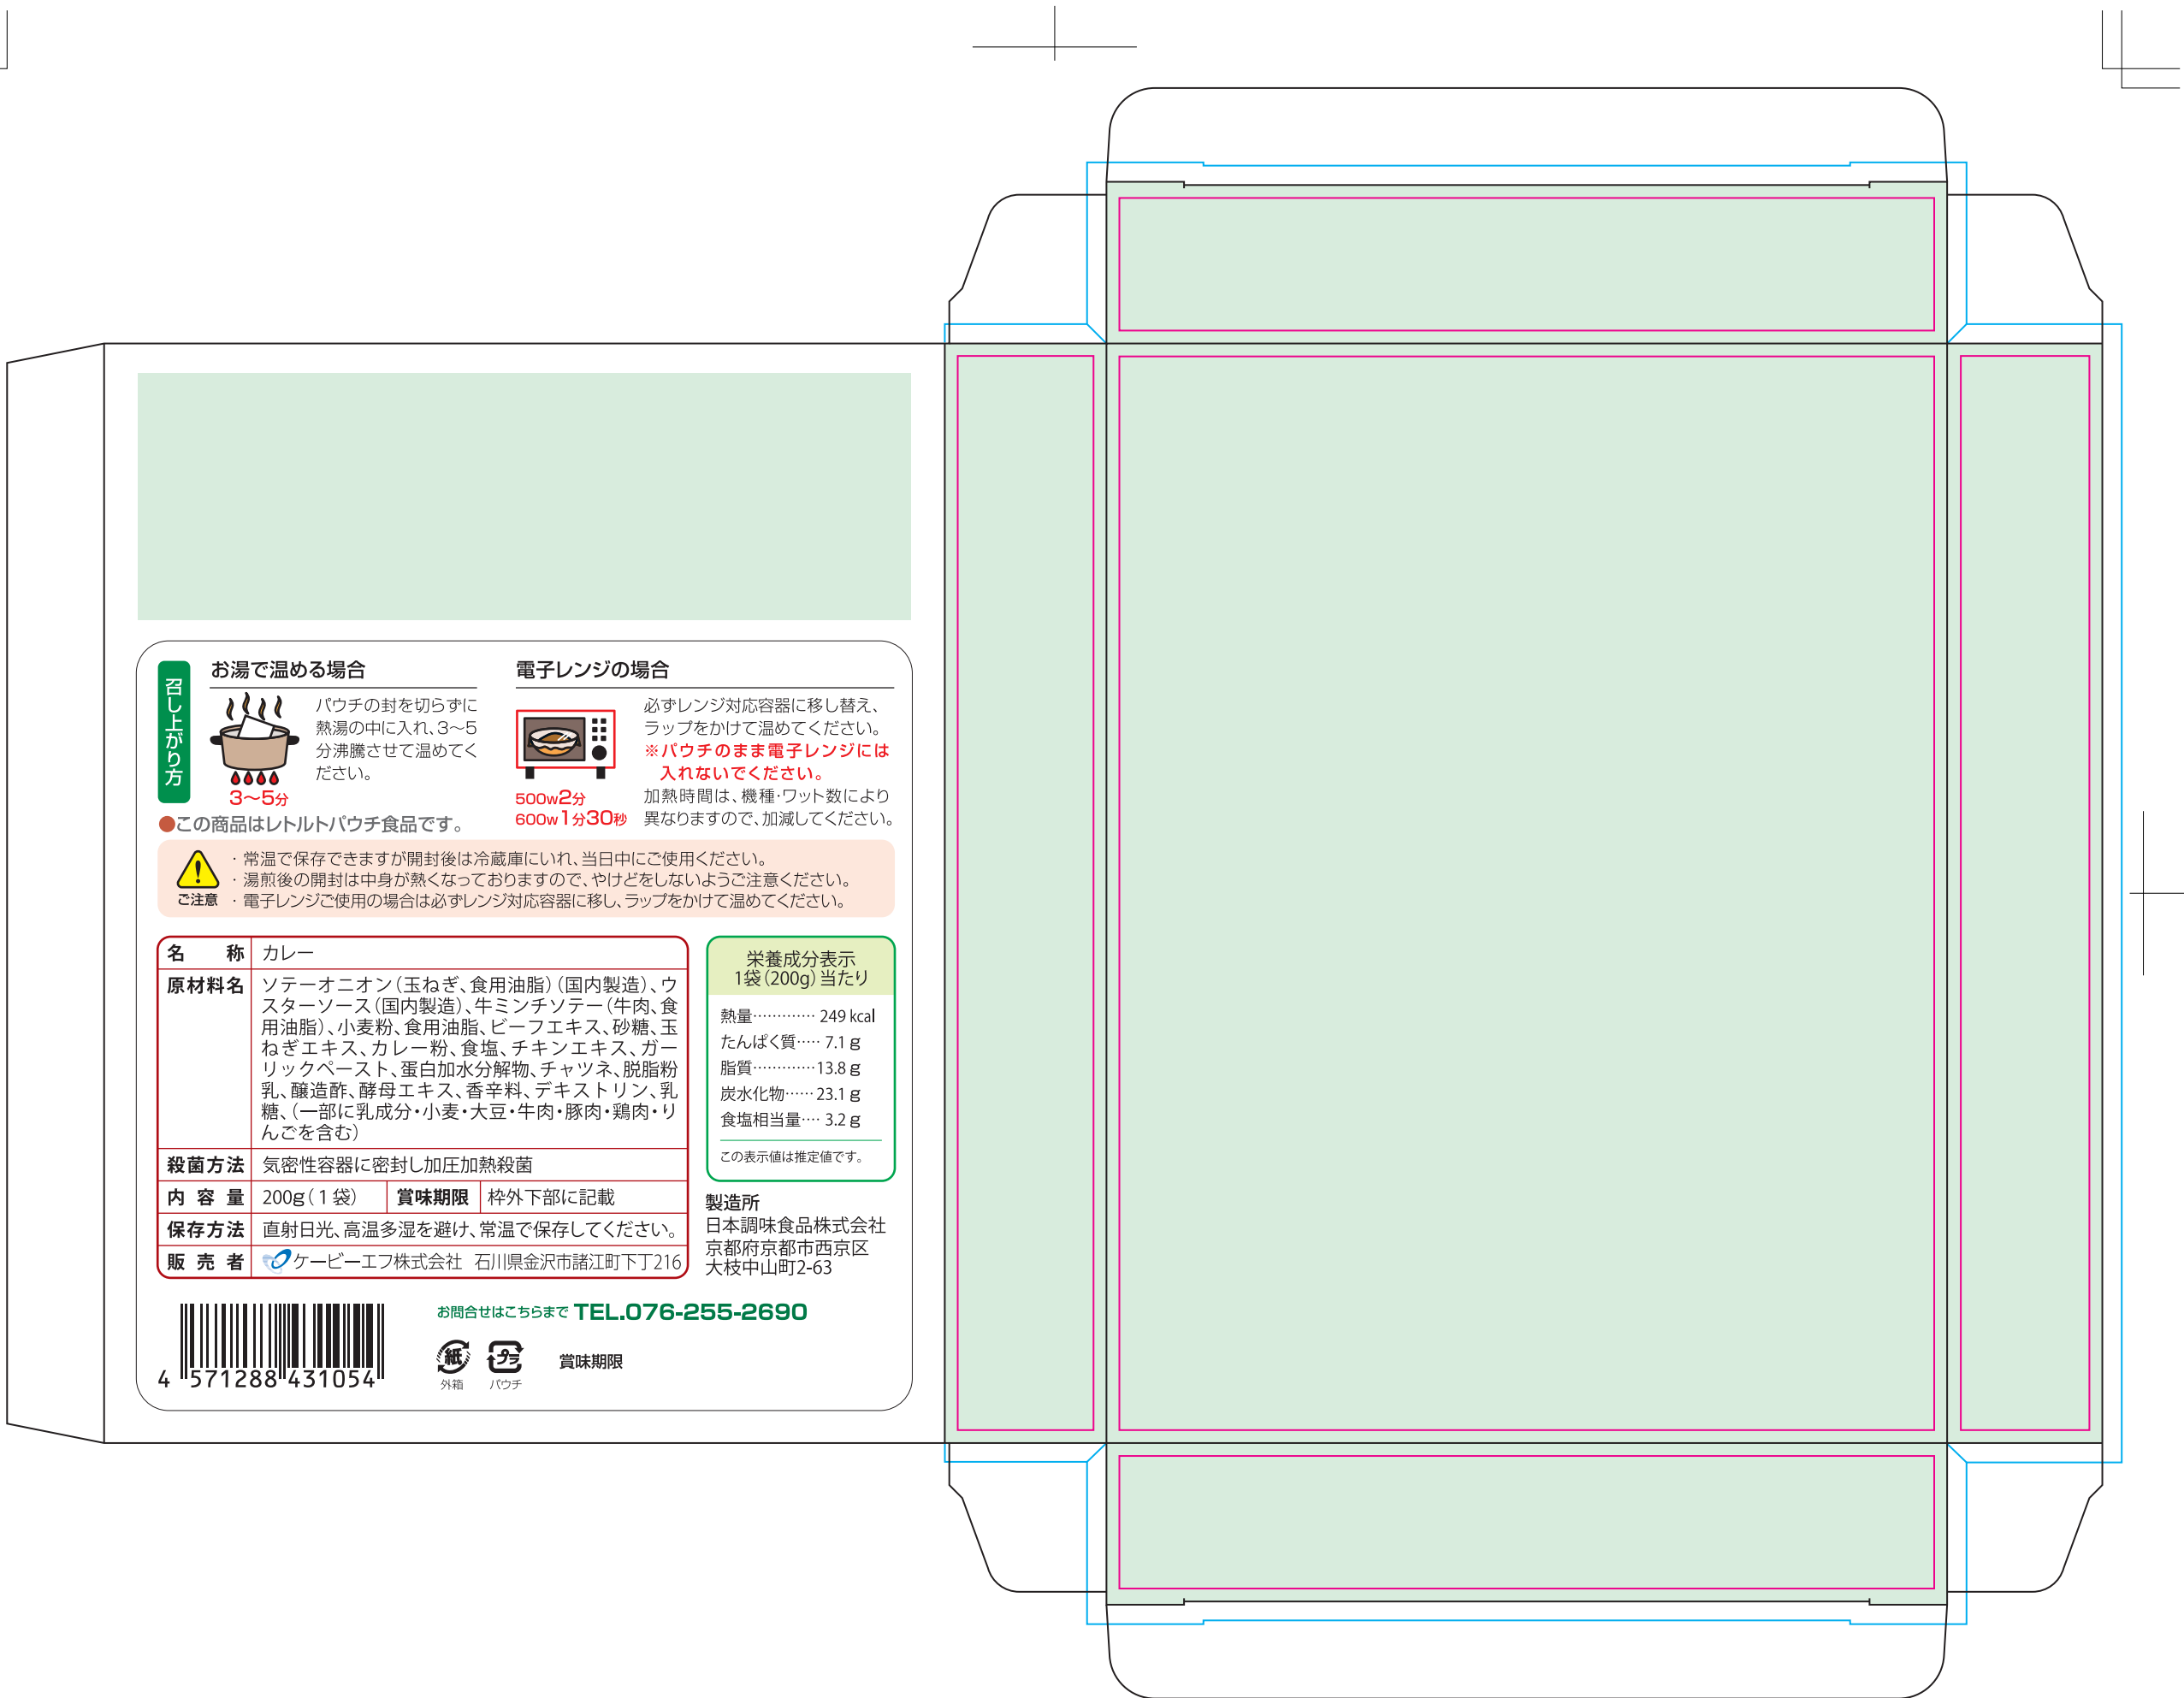 召し上がり方
お湯で温める場合
パウチの封を切らずに
熱湯の中に入れ、3〜5
分沸騰させて温めてく
ださい。
3〜5分
電子レンジの場合
必ずレンジ対応容器に移し替え、
ラップをかけて温めてください。
※パウチのまま電子レンジには
入れないでください。
加熱時間は、機種・ワット数により
異なりますので、加減してください。
500W2分
600W1分30秒
●この商品はレトルトパウチ食品です。
ご注意
・常温で保存できますが開封後は冷蔵庫にいれ、当日中にご使用ください。
・湯煎後の開封は中身が熱くなっておりますので、やけどをしないようご注意ください。
・電子レンジご使用の場合は必ずレンジ対応容器に移し、ラップをかけて温めてください。
名称 カレー
原材料名 ソテーオニオン（玉ねぎ、食用油脂）（国内製造）、ウ
スターソース（国内製造）、牛ミンチソテー（牛肉、食
用油脂）、小麦粉、食用油脂、ビーフエキス、砂糖、玉
ねぎエキス、カレー粉、食塩、チキンエキス、ガー
リックペースト、蛋白加水分解物、チャツネ、脱脂粉
乳、醸造酢、酵母エキス、香辛料、デキストリン、乳
糖、（一部に乳成分・小麦・大豆・牛肉・豚肉・鶏肉・り
んごを含む）
殺菌方法 気密性容器に密封し加圧加熱殺菌
内容量 200g（1袋） 賞味期限 枠外下部に記載
保存方法 直射日光、高温多湿を避け、常温で保存してください。
販売者 ケービーエフ株式会社 石川県金沢市諸江町下丁216
栄養成分表示
1袋（200g）当たり
熱量………… 249 kcal
たんぱく質…‥ 7.1 g
脂質…………13.8 g
炭水化物……23.1 g
食塩相当量‥‥ 3.2 g
この表示値は推定値です。
製造所
日本調味食品株式会社
京都府京都市西京区
大枝中山町2-63
4 571288 431054
お問合せはこちらまで TEL.076-255-2690
紙
外箱
プラ
パウチ
賞味期限